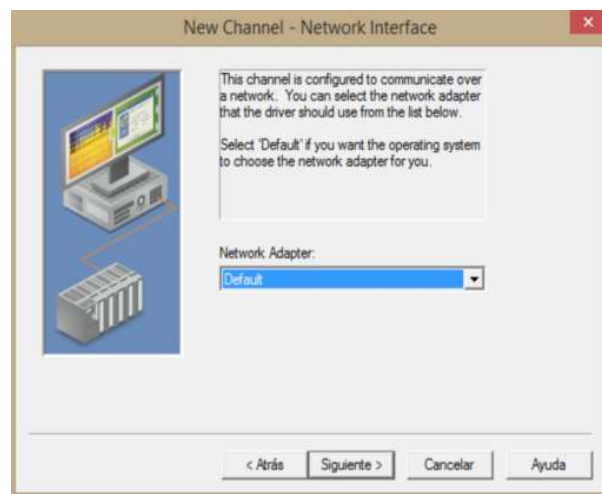 New Channel - Network Interface
This channel is configured to communicate over
a network. You can select the network adapter
that the driver should use from the list below.
Select 'Default' if you want the operating system
to choose the network adapter for you.
Network Adapter:
Default
< Atrás Siguiente > Cancelar Ayuda